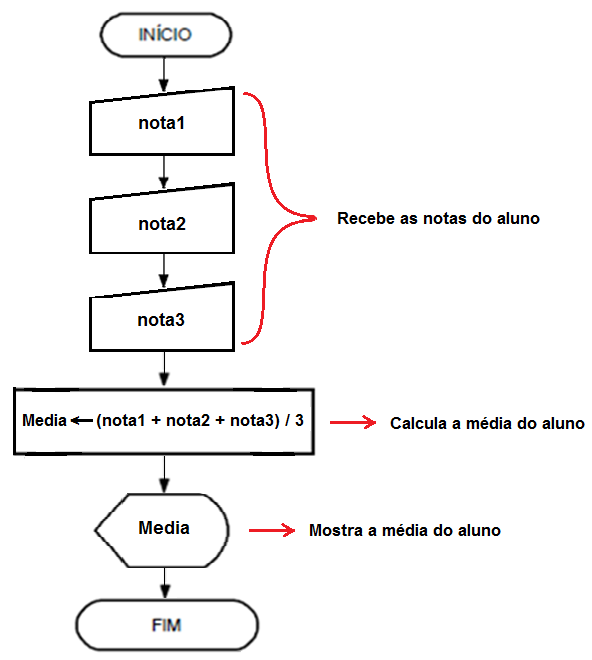 INÍCIO
nota1
nota2
Recebe as notas do aluno
nota3
Media ← (nota1 + nota2 + nota3) / 3
Calcula a média do aluno
Media
Mostra a média do aluno
FIM